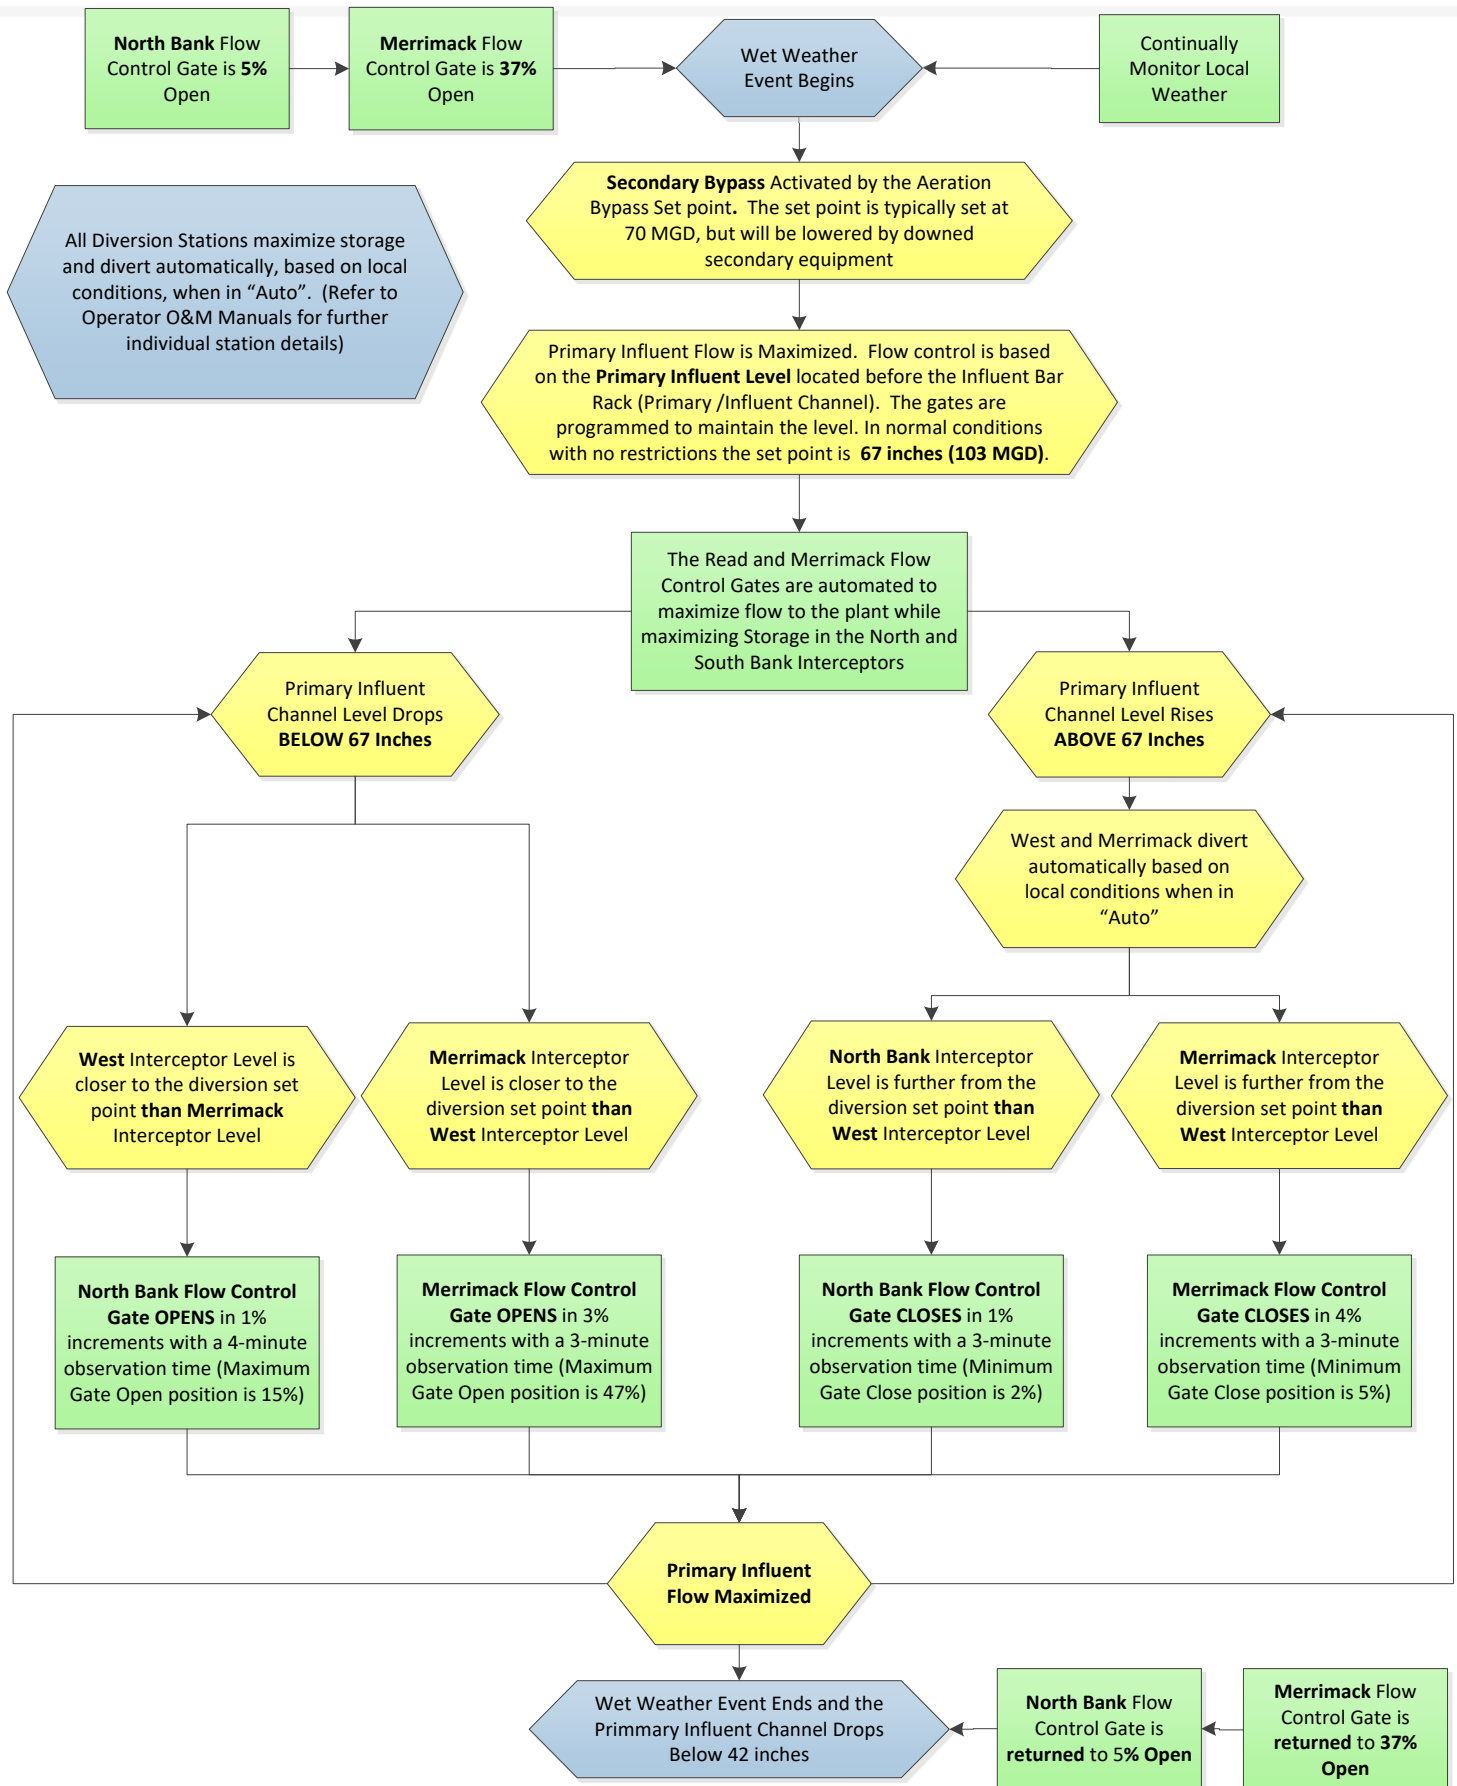 North Bank Flow
Control Gate is 5%
Open
Merrimack Flow
Control Gate is 37%
Open
Wet Weather
Event Begins
Continually
Monitor Local
Weather
Secondary Bypass Activated by the Aeration
Bypass Set point.  The set point is typically set at
70 MGD, but will be lowered by downed
secondary equipment
All Diversion Stations maximize storage
and divert automatically, based on local
conditions, when in “Auto”.  (Refer to
Operator O&M Manuals for further
individual station details)
Primary Influent Flow is Maximized.  Flow control is based
on the Primary Influent Level located before the Influent Bar
Rack (Primary /Influent Channel).  The gates are
programmed to maintain the level. In normal conditions
with no restrictions the set point is  67 inches (103 MGD).
The Read and Merrimack Flow
Control Gates are automated to
maximize flow to the plant while
maximizing Storage in the North and
South Bank Interceptors
Primary Influent
Channel Level Drops
BELOW 67 Inches
Primary Influent
Channel Level Rises
ABOVE 67 Inches
West and Merrimack divert
automatically based on
local conditions when in
“Auto”
West Interceptor Level is
closer to the diversion set
point than Merrimack
Interceptor Level
Merrimack Interceptor
Level is closer to the
diversion set point than
West Interceptor Level
North Bank Interceptor
Level is further from the
diversion set point than
West Interceptor Level
Merrimack Interceptor
Level is further from the
diversion set point than
West Interceptor Level
North Bank Flow Control
Gate OPENS in 1%
increments with a 4-minute
observation time (Maximum
Gate Open position is 15%)
Merrimack Flow Control
Gate OPENS in 3%
increments with a 3-minute
observation time (Maximum
Gate Open position is 47%)
North Bank Flow Control
Gate CLOSES in 1%
increments with a 3-minute
observation time (Minimum
Gate Close position is 2%)
Merrimack Flow Control
Gate CLOSES in 4%
increments with a 3-minute
observation time (Minimum
Gate Close position is 5%)
Primary Influent
Flow Maximized
Wet Weather Event Ends and the
Primmary Influent Channel Drops
Below 42 inches
North Bank Flow
Control Gate is
returned to 5% Open
Merrimack Flow
Control Gate is
returned to 37%
Open